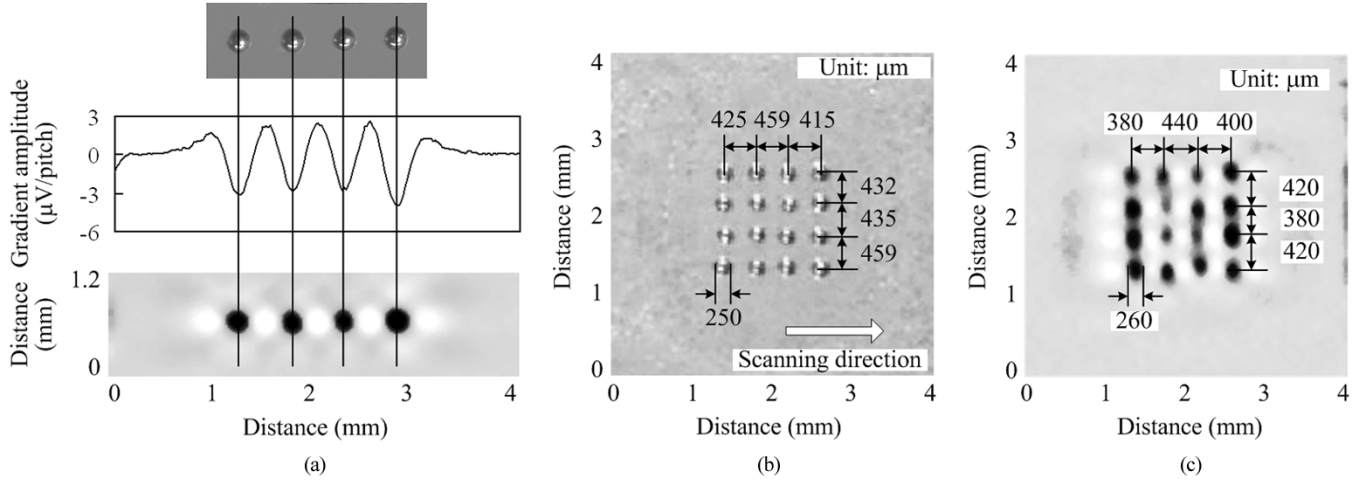 Gradient amplitude
(μV/pitch)
3
0
-3
-6
Distance
(mm)
1.2
0
0
1
2
3
4
Distance (mm)
(a)
Distance (mm)
4
3
2
1
0
Unit: μm
425 459 415
432
435
459
250
Scanning direction
0
1
2
3
4
Distance (mm)
(b)
Distance (mm)
4
3
2
1
0
Unit: μm
380 440 400
420
380
420
260
0
1
2
3
4
Distance (mm)
(c)